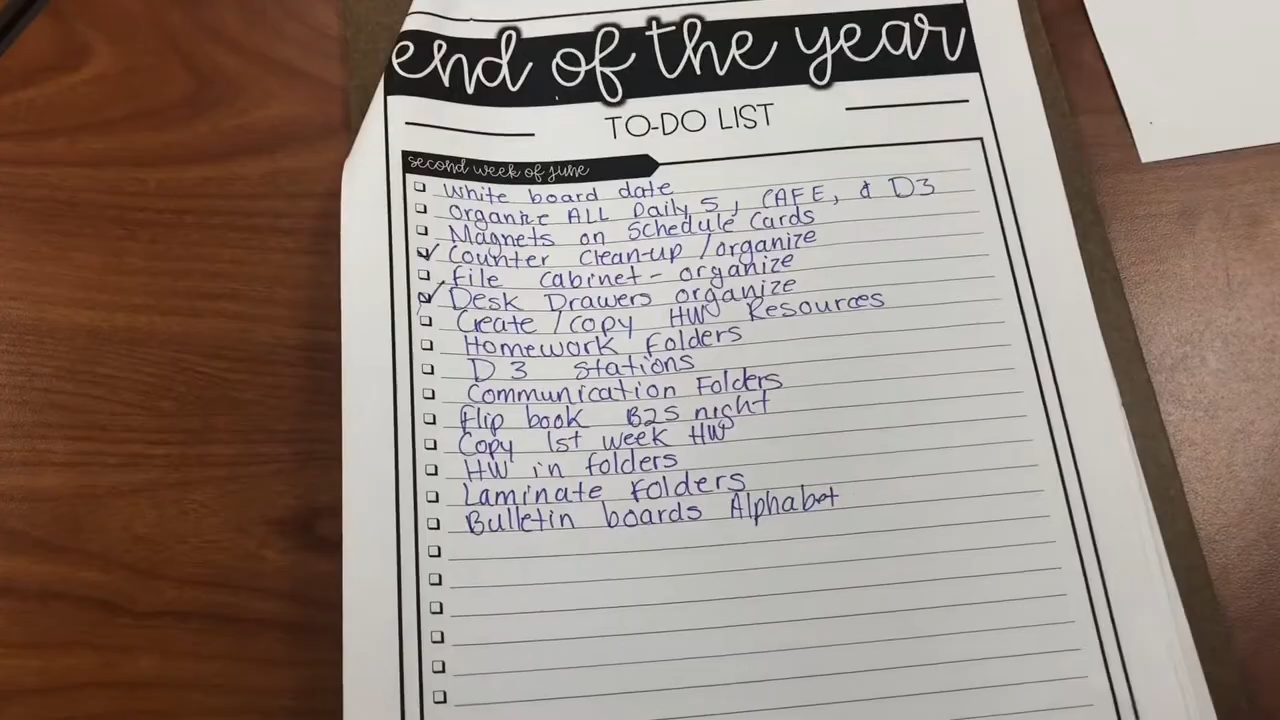 end of the year
TO-DO LIST
second week of june
White board date
Organize ALL Daily 5, CAFE, & D3
Magnets on Schedule Cards
Counter Clean-up / organize
File Cabinet - organize
Desk Drawers organize
Create / Copy HW Resources
Homework Folders
D3 Stations
Communication Folders
Flip book B2S night
Copy 1st week HW
HW in folders
Laminate Folders
Bulletin boards Alphabet